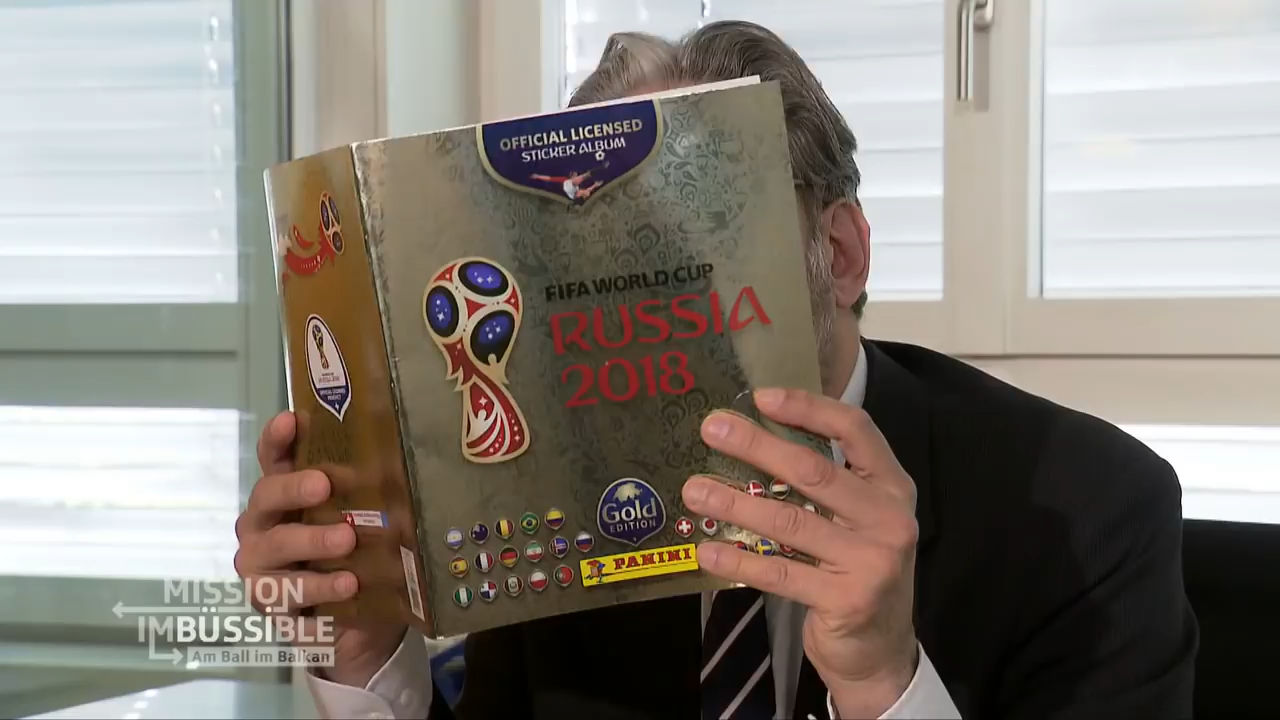 OFFICIAL LICENSED
STICKER ALBUM
FIFA WORLD CUP
RUSSIA
2018
Gold
EDITION
PANINI
MISSION
IMBÜSSIBLE
Am Ball im Balkan